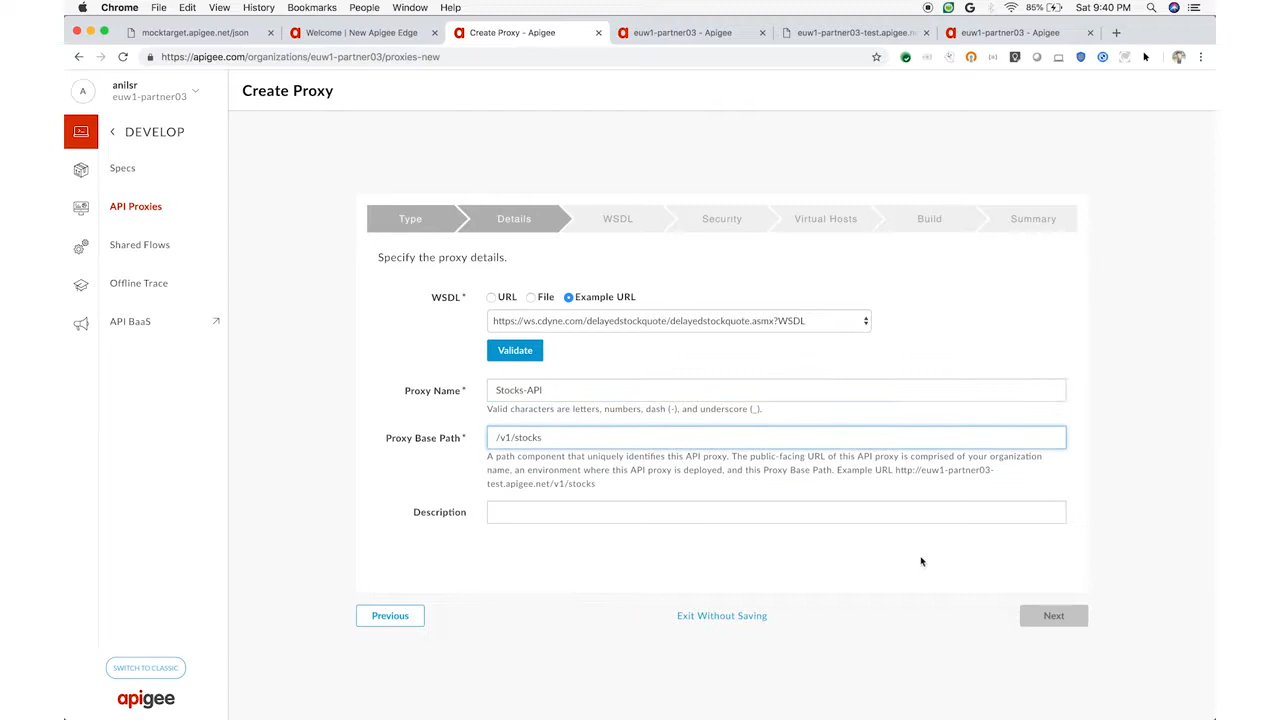 Chrome File Edit View History Bookmarks People Window Help 85% Sat 9:40 PM
mocktarget.apigee.net/json
Welcome | New Apigee Edge
Create Proxy - Apigee
euw1-partner03 - Apigee
euw1-partner03-test.apigee.n
euw1-partner03 - Apigee
https://apigee.com/organizations/euw1-partner03/proxies-new
A
anilsr
euw1-partner03
Create Proxy
DEVELOP
Specs
API Proxies
Shared Flows
Offline Trace
API BaaS
SWITCH TO CLASSIC
apigee
Type Details WSDL Security Virtual Hosts Build Summary
Specify the proxy details.
WSDL* URL File Example URL
https://ws.cdyne.com/delayedstockquote/delayedstockquote.asmx?WSDL
Validate
Proxy Name* Stocks-API
Valid characters are letters, numbers, dash (-), and underscore (_).
Proxy Base Path* /v1/stocks
A path component that uniquely identifies this API proxy. The public-facing URL of this API proxy is comprised of your organization
name, an environment where this API proxy is deployed, and this Proxy Base Path. Example URL http://euw1-partner03-
test.apigee.net/v1/stocks
Description
Previous Exit Without Saving Next